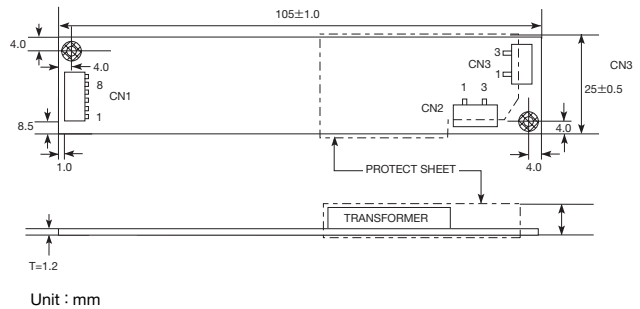 105±1.0
4.0
4.0
8
CN1
1
8.5
1.0
3
CN3
1
CN3
25±0.5
1 3
CN2
4.0
4.0
PROTECT SHEET
TRANSFORMER
T=1.2
Unit : mm